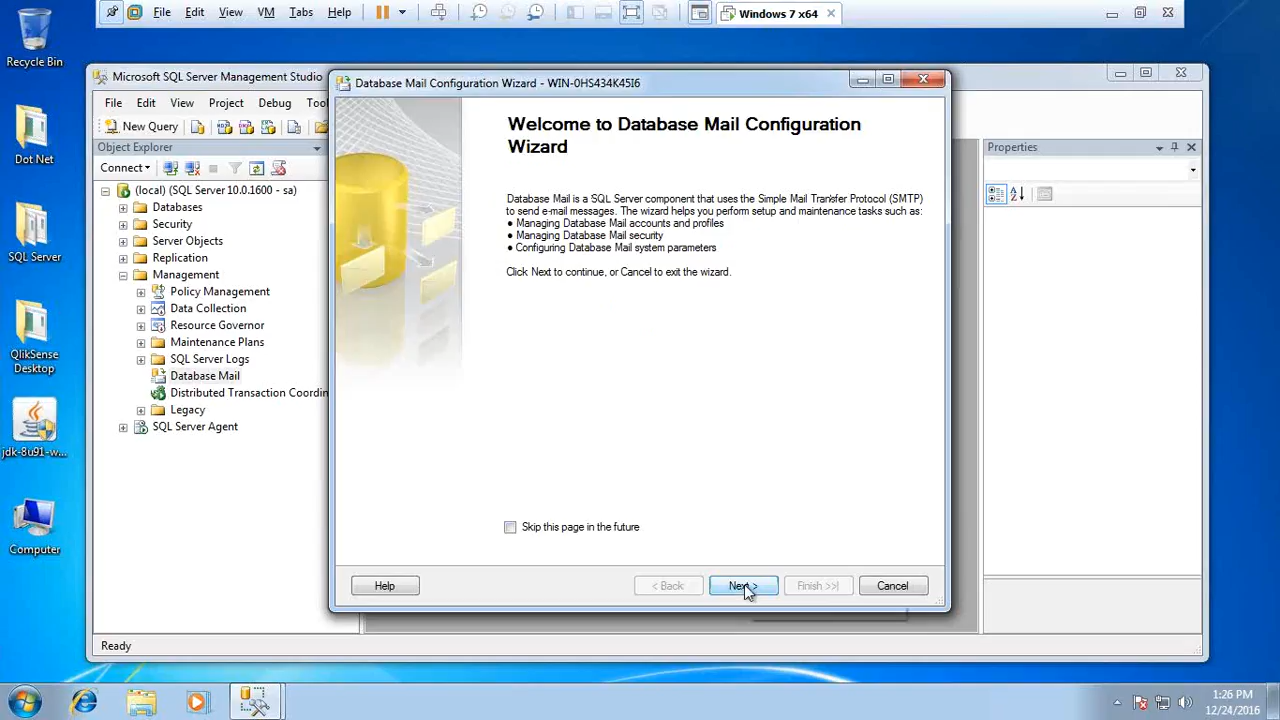 File Edit View VM Tabs Help
Windows 7 x64
Recycle Bin
Dot Net
SQL Server
QlikSense
Desktop
jdk-8u91-w...
Computer
Microsoft SQL Server Management Studio
File Edit View Project Debug Too
New Query
Object Explorer
Connect
(local) (SQL Server 10.0.1600 - sa)
Databases
Security
Server Objects
Replication
Management
Policy Management
Data Collection
Resource Governor
Maintenance Plans
SQL Server Logs
Database Mail
Distributed Transaction Coordin
Legacy
SQL Server Agent
Ready
Database Mail Configuration Wizard - WIN-0HS434K45I6
Welcome to Database Mail Configuration
Wizard
Database Mail is a SQL Server component that uses the Simple Mail Transfer Protocol (SMTP)
to send e-mail messages. The wizard helps you perform setup and maintenance tasks such as:
● Managing Database Mail accounts and profiles
● Managing Database Mail security
● Configuring Database Mail system parameters
Click Next to continue, or Cancel to exit the wizard.
Skip this page in the future
Help
< Back
Next >
Finish >>|
Cancel
Properties
1:26 PM
12/24/2016